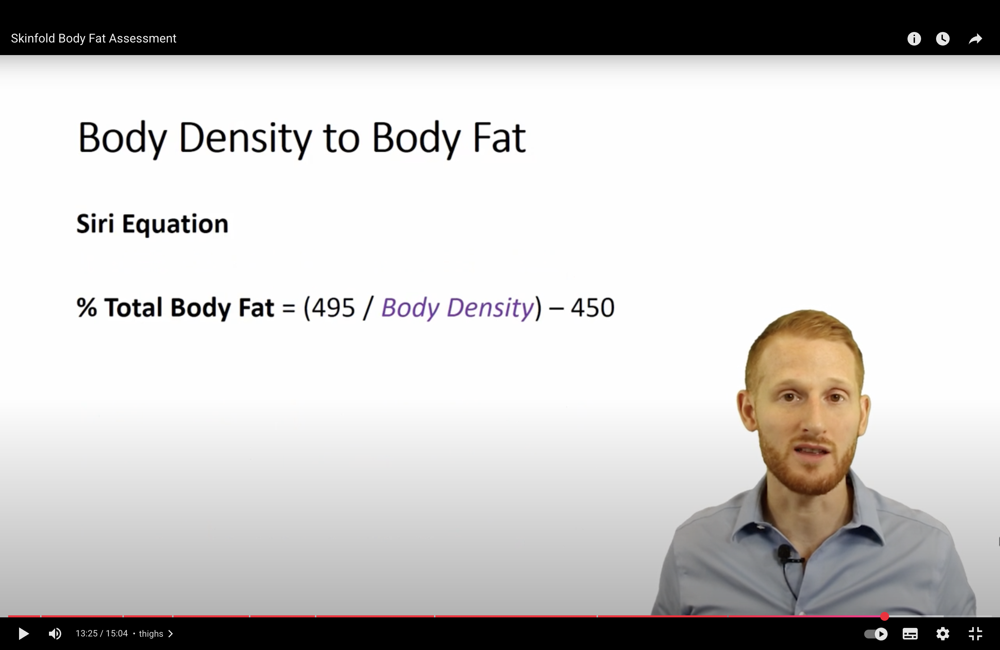 Skinfold Body Fat Assessment
Body Density to Body Fat
Siri Equation
% Total Body Fat = (495 / Body Density) – 450
13:25 / 15:04 • thighs